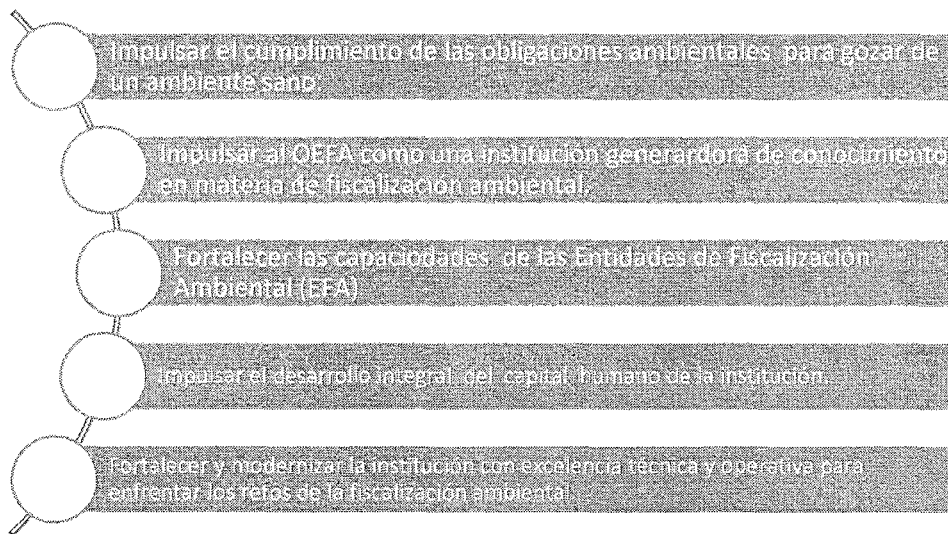 Impulsar el cumplimiento de las obligaciones ambientales para gozar de
un ambiente sano.
Impulsar al OEFA como una institución generardora de conocimiento
en materia de fiscalización ambiental.
Fortalecer las capaciodades de las Entidades de Fiscalización
Ambiental (EFA)
Impulsar el desarrollo integral del capital humano de la institución.
Fortalecer y modernizar la institución con excelencia técnica y operativa para
enfrentar los retos de la fiscalización ambiental